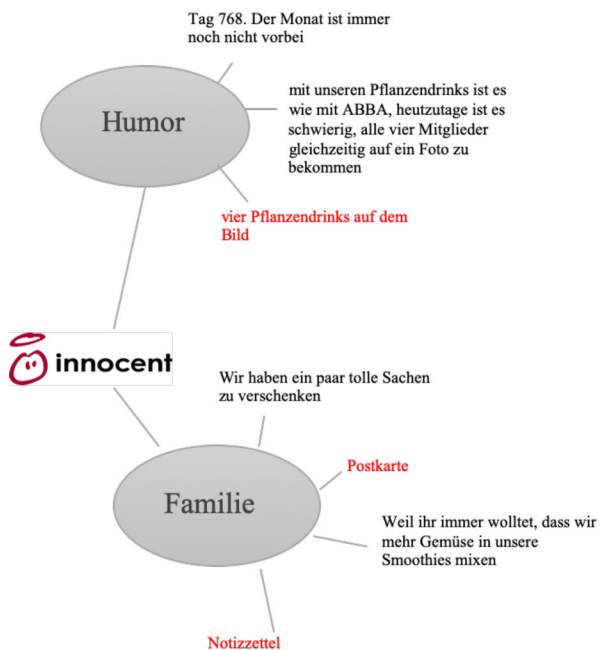 Tag 768. Der Monat ist immer
noch nicht vorbei
Humor
mit unseren Pflanzendrinks ist es
wie mit ABBA, heutzutage ist es
schwierig, alle vier Mitglieder
gleichzeitig auf ein Foto zu
bekommen
vier Pflanzendrinks auf dem
Bild
innocent
Wir haben ein paar tolle Sachen
zu verschenken
Postkarte
Familie
Weil ihr immer wolltet, dass wir
mehr Gemüse in unsere
Smoothies mixen
Notizzettel